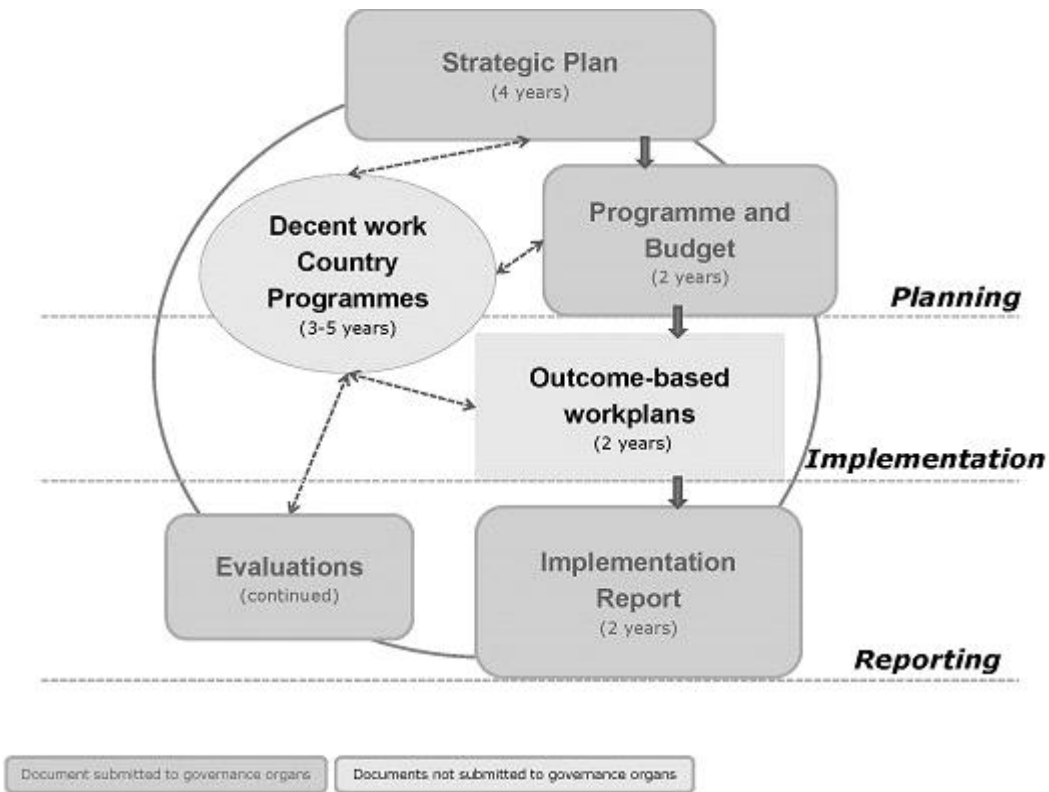 Strategic Plan
(4 years)
Decent work
Country
Programmes
(3-5 years)
Programme and
Budget
(2 years)
Planning
Outcome-based
workplans
(2 years)
Implementation
Evaluations
(continued)
Implementation
Report
(2 years)
Reporting
Document submitted to governance organs
Documents not submitted to governance organs